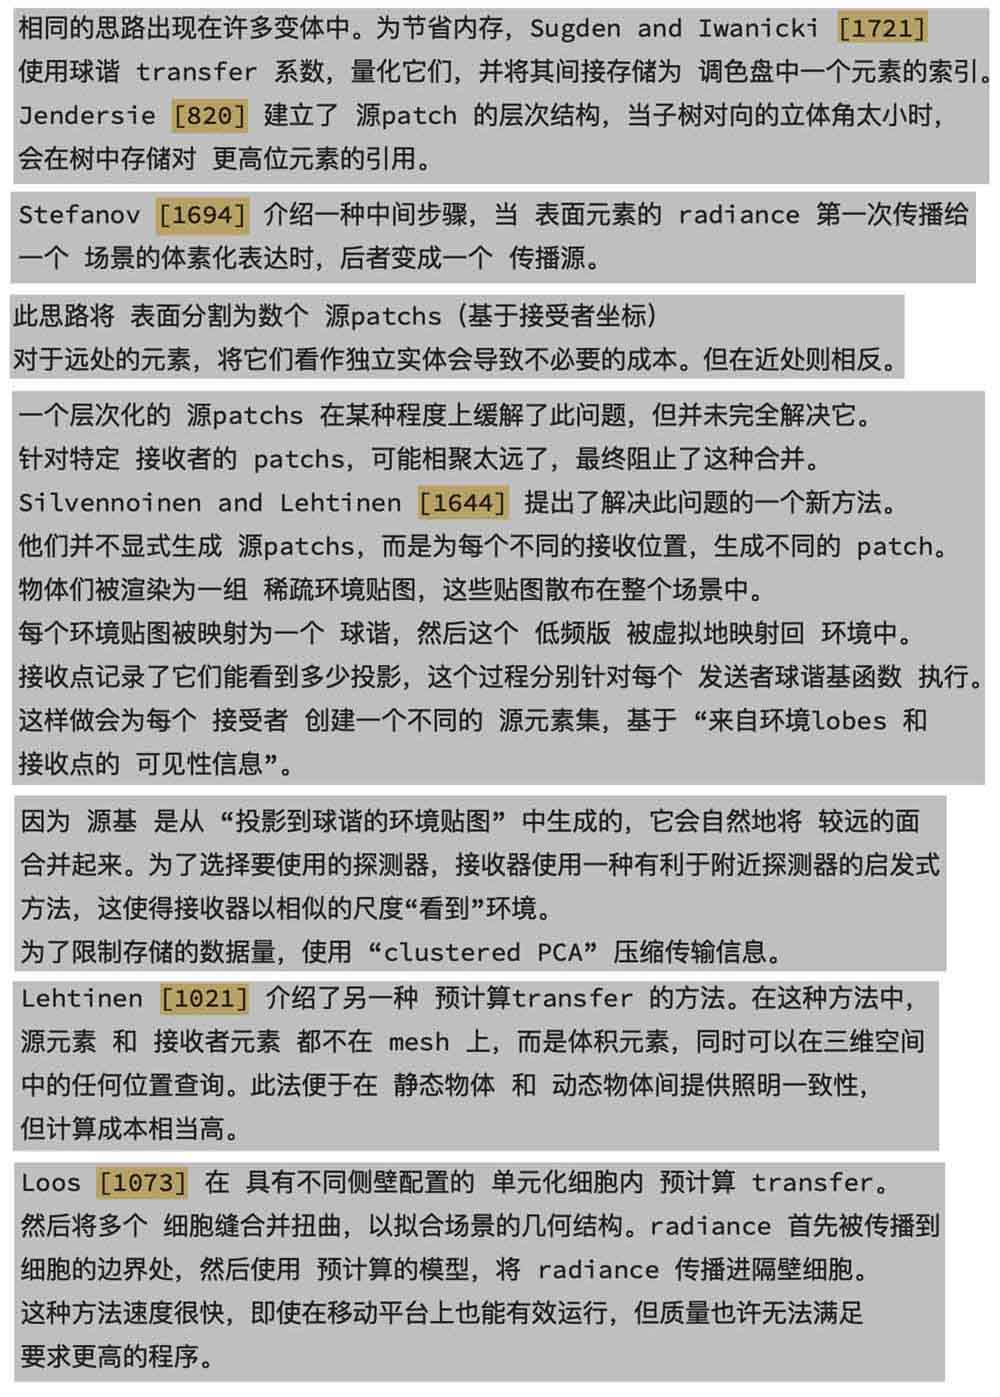 相同的思路出现在许多变体中。为节省内存，Sugden and Iwanicki [1721]
使用球谐 transfer 系数，量化它们，并将其间接存储为 调色盘中一个元素的索引。
Jendersie [820] 建立了 源patch 的层次结构，当子树对向的立体角太小时，
会在树中存储对 更高位元素的引用。
Stefanov [1694] 介绍一种中间步骤，当 表面元素的 radiance 第一次传播给
一个 场景的体素化表达时，后者变成一个 传播源。
此思路将 表面分割为数个 源patchs（基于接受者坐标）
对于远处的元素，将它们看作独立实体会导致不必要的成本。但在近处则相反。
一个层次化的 源patchs 在某种程度上缓解了此问题，但并未完全解决它。
针对特定 接收者的 patchs，可能相聚太远了，最终阻止了这种合并。
Silvennoinen and Lehtinen [1644] 提出了解决此问题的一个新方法。
他们并不显式生成 源patchs，而是为每个不同的接收位置，生成不同的 patch。
物体们被渲染为一组 稀疏环境贴图，这些贴图散布在整个场景中。
每个环境贴图被映射为一个 球谐，然后这个 低频版 被虚拟地映射回 环境中。
接收点记录了它们能看到多少投影，这个过程分别针对每个 发送者球谐基函数 执行。
这样做会为每个 接受者 创建一个不同的 源元素集，基于 “来自环境lobes 和
接收点的 可见性信息”。
因为 源基 是从 “投影到球谐的环境贴图” 中生成的，它会自然地将 较远的面
合并起来。为了选择要使用的探测器，接收器使用一种有利于附近探测器的启发式
方法，这使得接收器以相似的尺度“看到”环境。
为了限制存储的数据量，使用 “clustered PCA” 压缩传输信息。
Lehtinen [1021] 介绍了另一种 预计算transfer 的方法。在这种方法中，
源元素 和 接收者元素 都不在 mesh 上，而是体积元素，同时可以在三维空间
中的任何位置查询。此法便于在 静态物体 和 动态物体间提供照明一致性，
但计算成本相当高。
Loos [1073] 在 具有不同侧壁配置的 单元化细胞内 预计算 transfer。
然后将多个 细胞缝合并扭曲，以拟合场景的几何结构。radiance 首先被传播到
细胞的边界处，然后使用 预计算的模型，将 radiance 传播进隔壁细胞。
这种方法速度很快，即使在移动平台上也能有效运行，但质量也许无法满足
要求更高的程序。